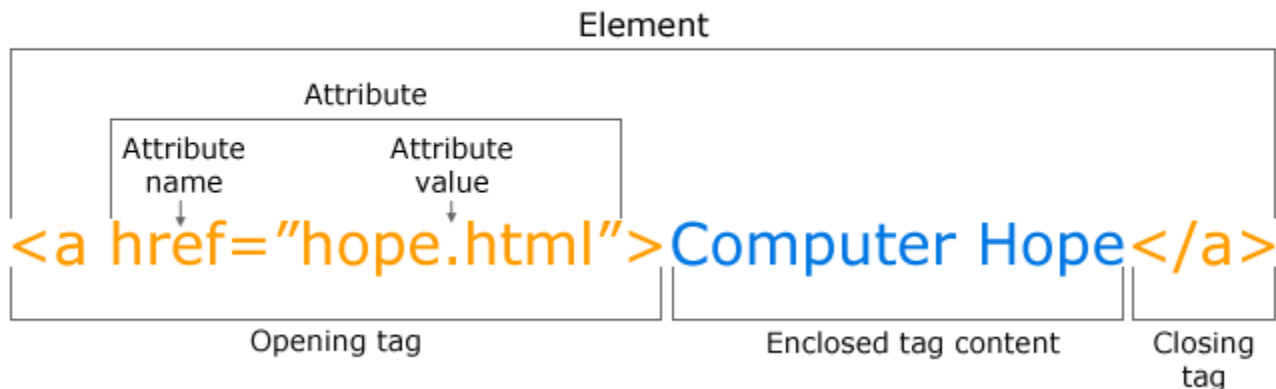 Element
Attribute
Attribute
name
Attribute
value
<a href=”hope.html”>Computer Hope</a>
Opening tag
Enclosed tag content
Closing
tag